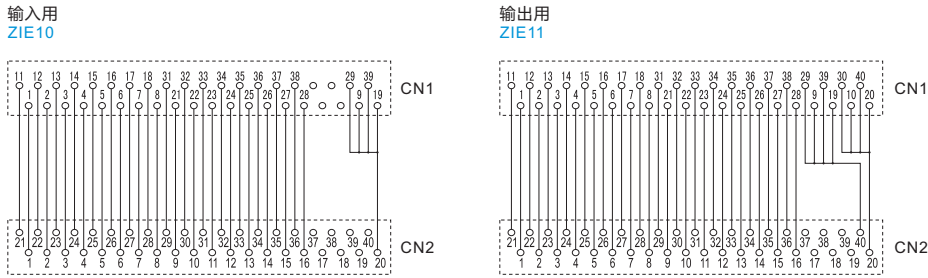 输入用
ZIE10
11 12 13 14 15 16 17 18 31 32 33 34 35 36 37 38 29 39
1 2 3 4 5 6 7 8 21 22 23 24 25 26 27 28 9 19
CN1
21 22 23 24 25 26 27 28 29 30 31 32 33 34 35 36 37 38 39 40
1 2 3 4 5 6 7 8 9 10 11 12 13 14 15 16 17 18 19 20
CN2
输出用
ZIE11
11 12 13 14 15 16 17 18 31 32 33 34 35 36 37 38 29 39 30 40
1 2 3 4 5 6 7 8 21 22 23 24 25 26 27 28 9 19 10 20
CN1
21 22 23 24 25 26 27 28 29 30 31 32 33 34 35 36 37 38 39 40
1 2 3 4 5 6 7 8 9 10 11 12 13 14 15 16 17 18 19 20
CN2